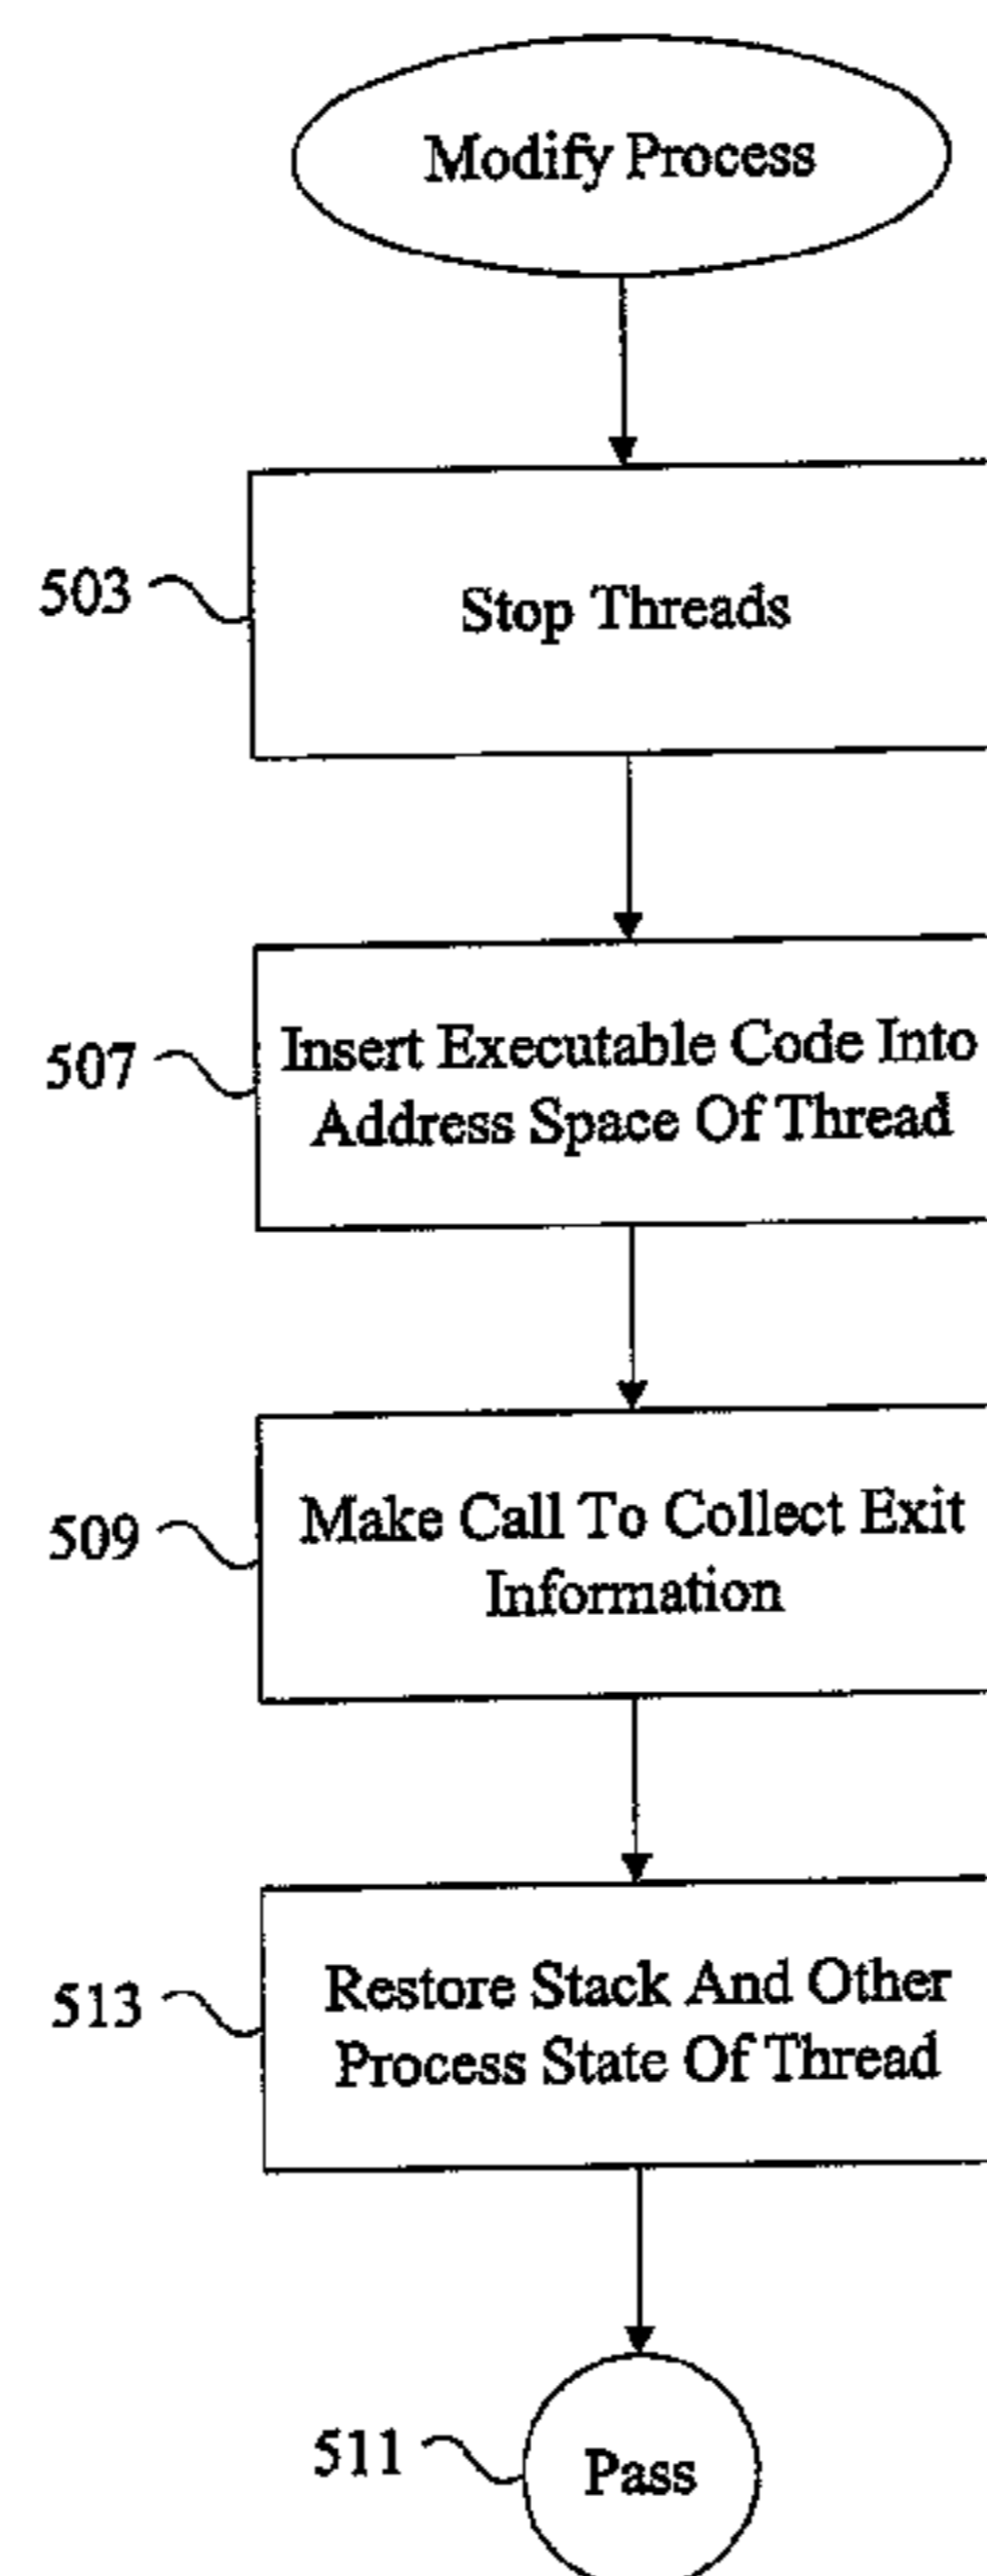 Modify Process
503
Stop Threads
507
Insert Executable Code Into
Address Space Of Thread
509
Make Call To Collect Exit
Information
513
Restore Stack And Other
Process State Of Thread
511
Pass